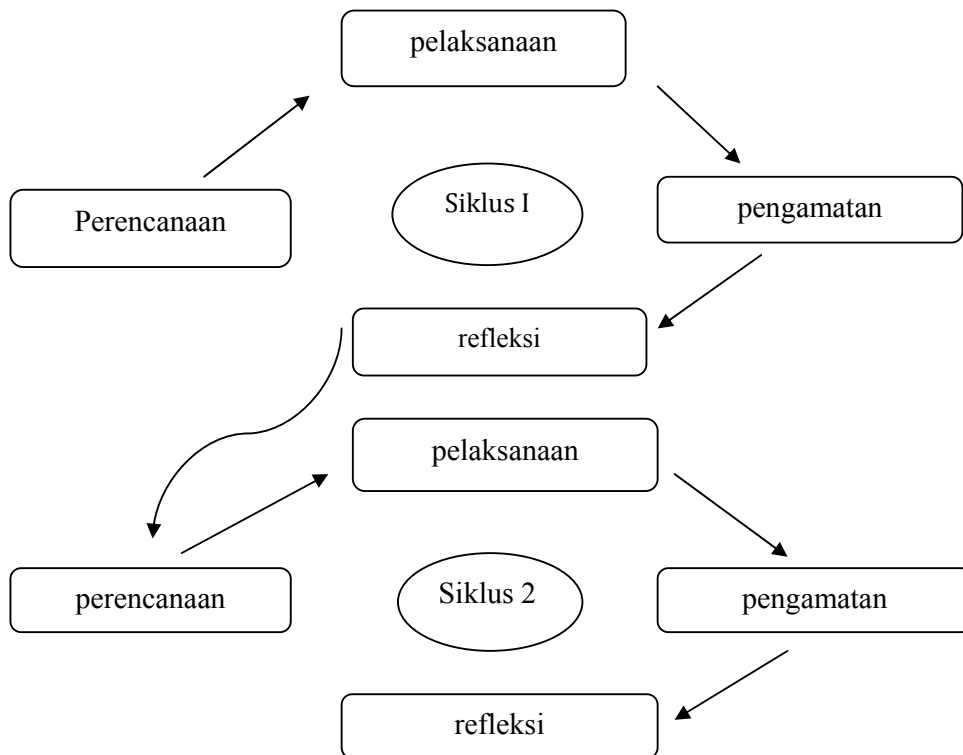 pelaksanaan
Perencanaan
Siklus I
pengamatan
refleksi
pelaksanaan
perencanaan
Siklus 2
pengamatan
refleksi